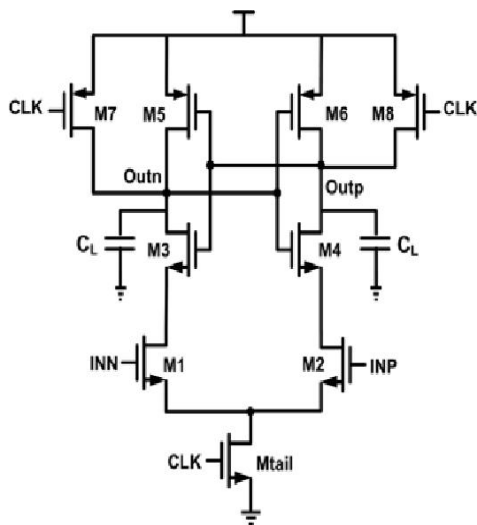 CLK
M7
M5
M6
M8
CLK
Outn
Outp
CL
M3
M4
CL
INN
M1
M2
INP
CLK
Mtail